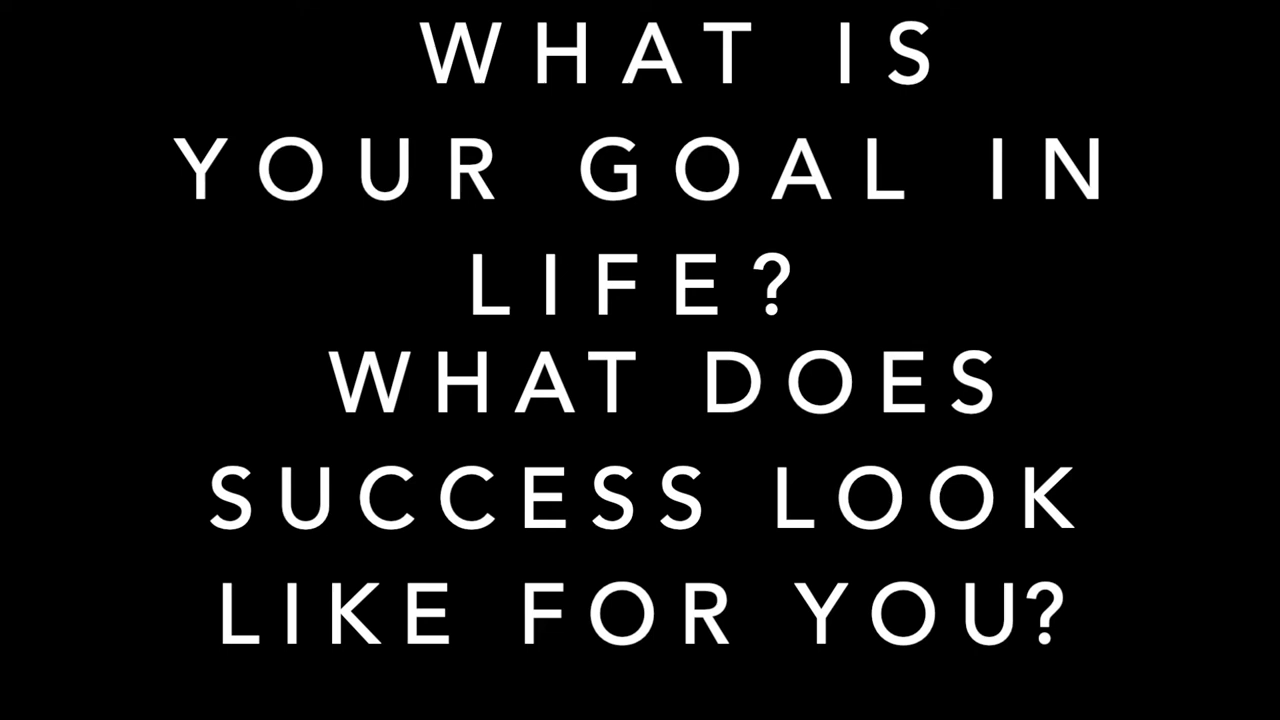 WHAT IS
YOUR GOAL IN
LIFE?
WHAT DOES
SUCCESS LOOK
LIKE FOR YOU?